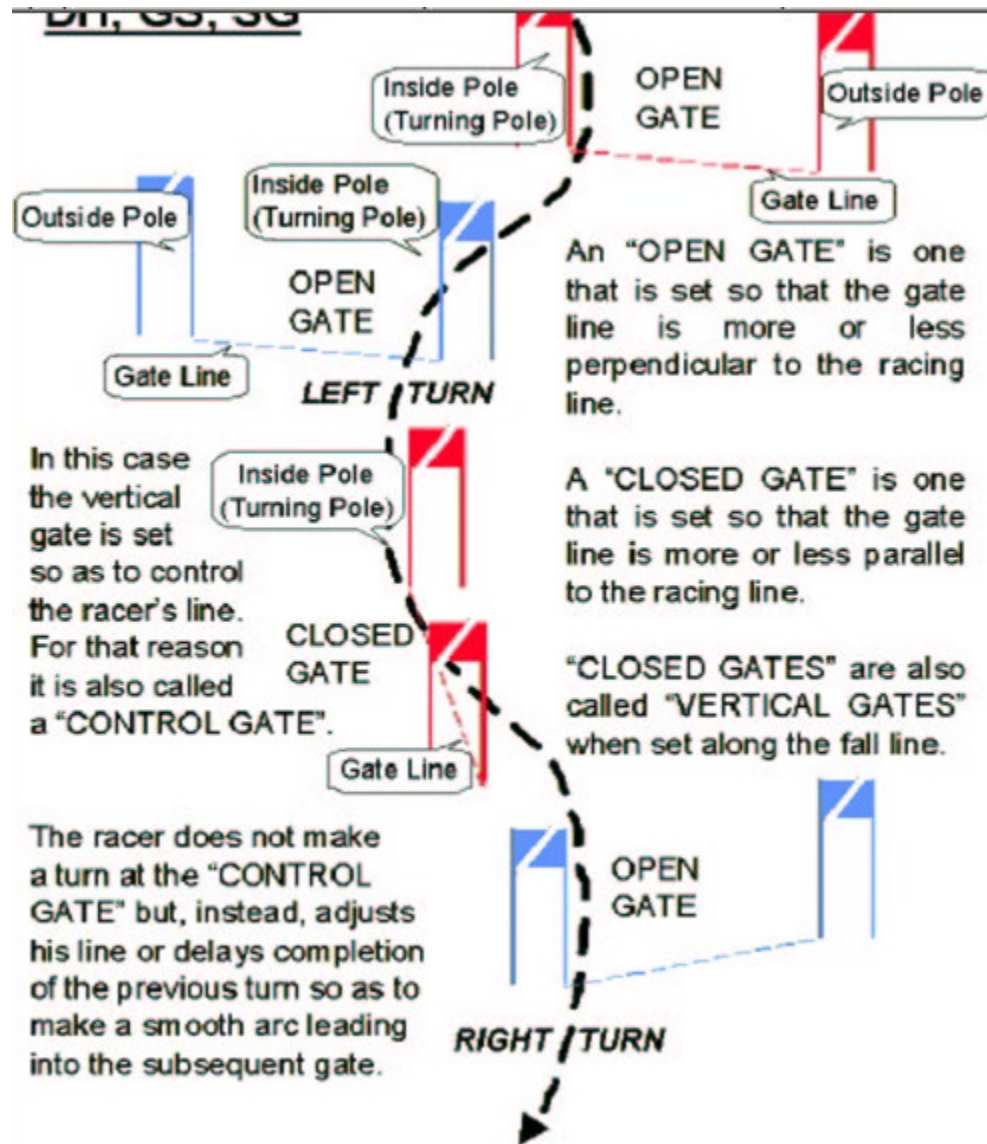 DH, GS, SG
Inside Pole
(Turning Pole)
OPEN
GATE
Outside Pole
Gate Line
Outside Pole
Inside Pole
(Turning Pole)
OPEN
GATE
Gate Line
LEFT TURN
An “OPEN GATE” is one
that is set so that the gate
line is more or less
perpendicular to the racing
line.
In this case
the vertical
gate is set
so as to control
the racer’s line.
For that reason
it is also called
a “CONTROL GATE”.
Inside Pole
(Turning Pole)
CLOSED
GATE
Gate Line
A “CLOSED GATE” is one
that is set so that the gate
line is more or less parallel
to the racing line.
“CLOSED GATES” are also
called “VERTICAL GATES”
when set along the fall line.
The racer does not make
a turn at the “CONTROL
GATE” but, instead, adjusts
his line or delays completion
of the previous turn so as to
make a smooth arc leading
into the subsequent gate.
OPEN
GATE
RIGHT TURN